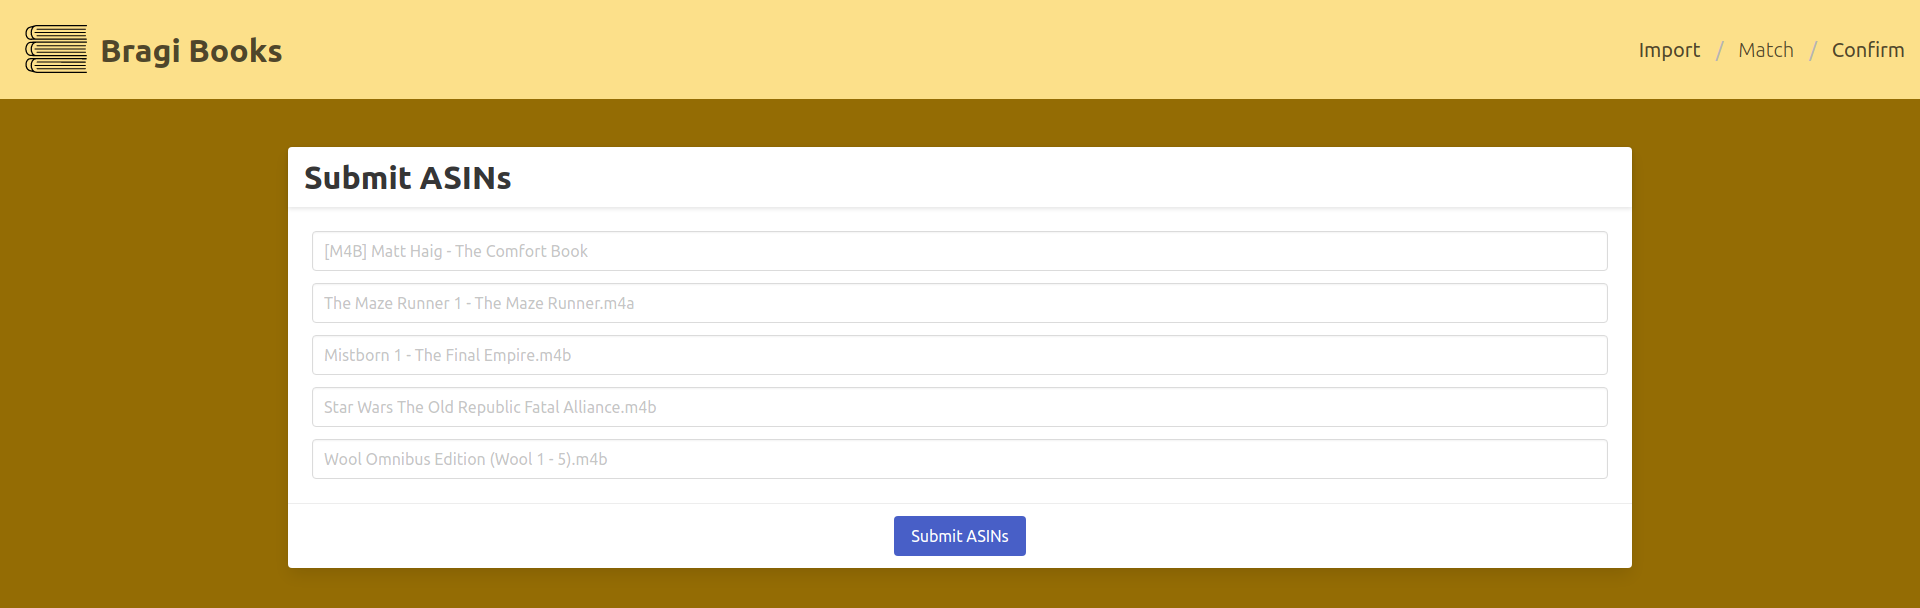 Bragi Books
Import / Match / Confirm
Submit ASINs
[M4B] Matt Haig - The Comfort Book
The Maze Runner 1 - The Maze Runner.m4a
Mistborn 1 - The Final Empire.m4b
Star Wars The Old Republic Fatal Alliance.m4b
Wool Omnibus Edition (Wool 1 - 5).m4b
Submit ASINs